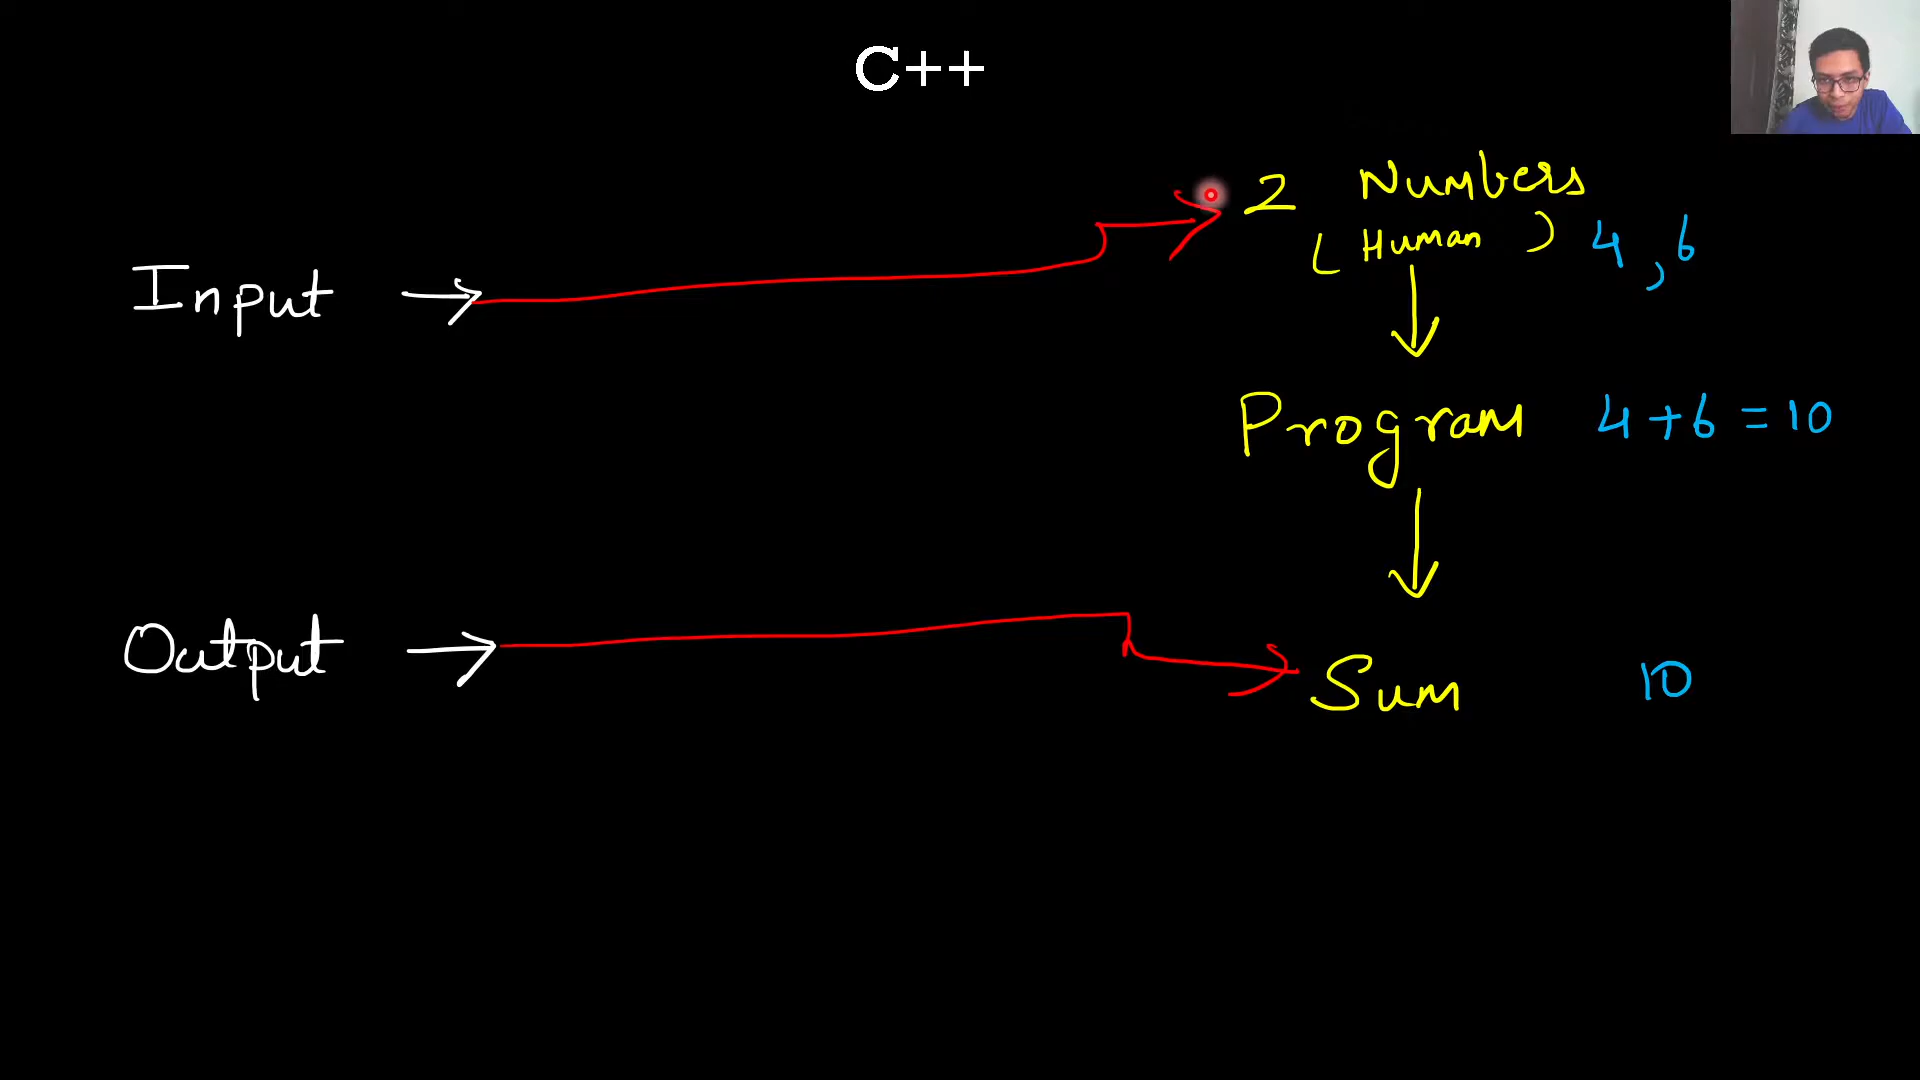 C++
2 Numbers
(Human) 4, 6
Input →
Program 4+6=10
Output →
Sum 10